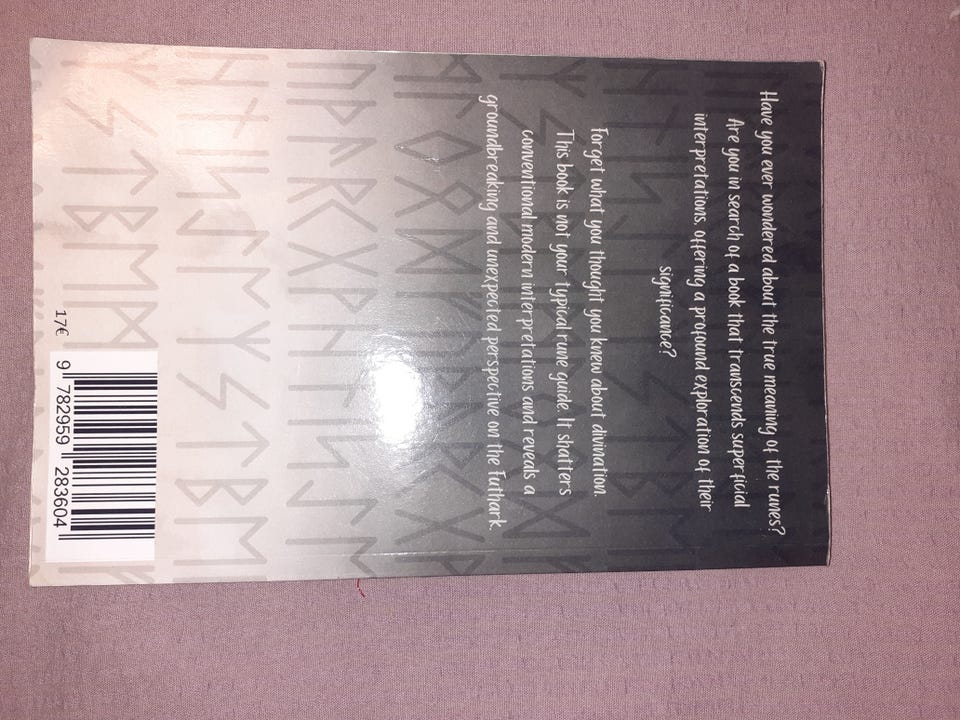 Have you ever wondered about the true meaning of the runes?
Are you in search of a book that transcends superficial
interpretations, offering a profound exploration of their
significance?
Forget what you thought you knew about divination.
This book is not your typical rune guide. It shatters
conventional modern interpretations and reveals a
groundbreaking and unexpected perspective on the Futhark.
17€
9 782959 283604